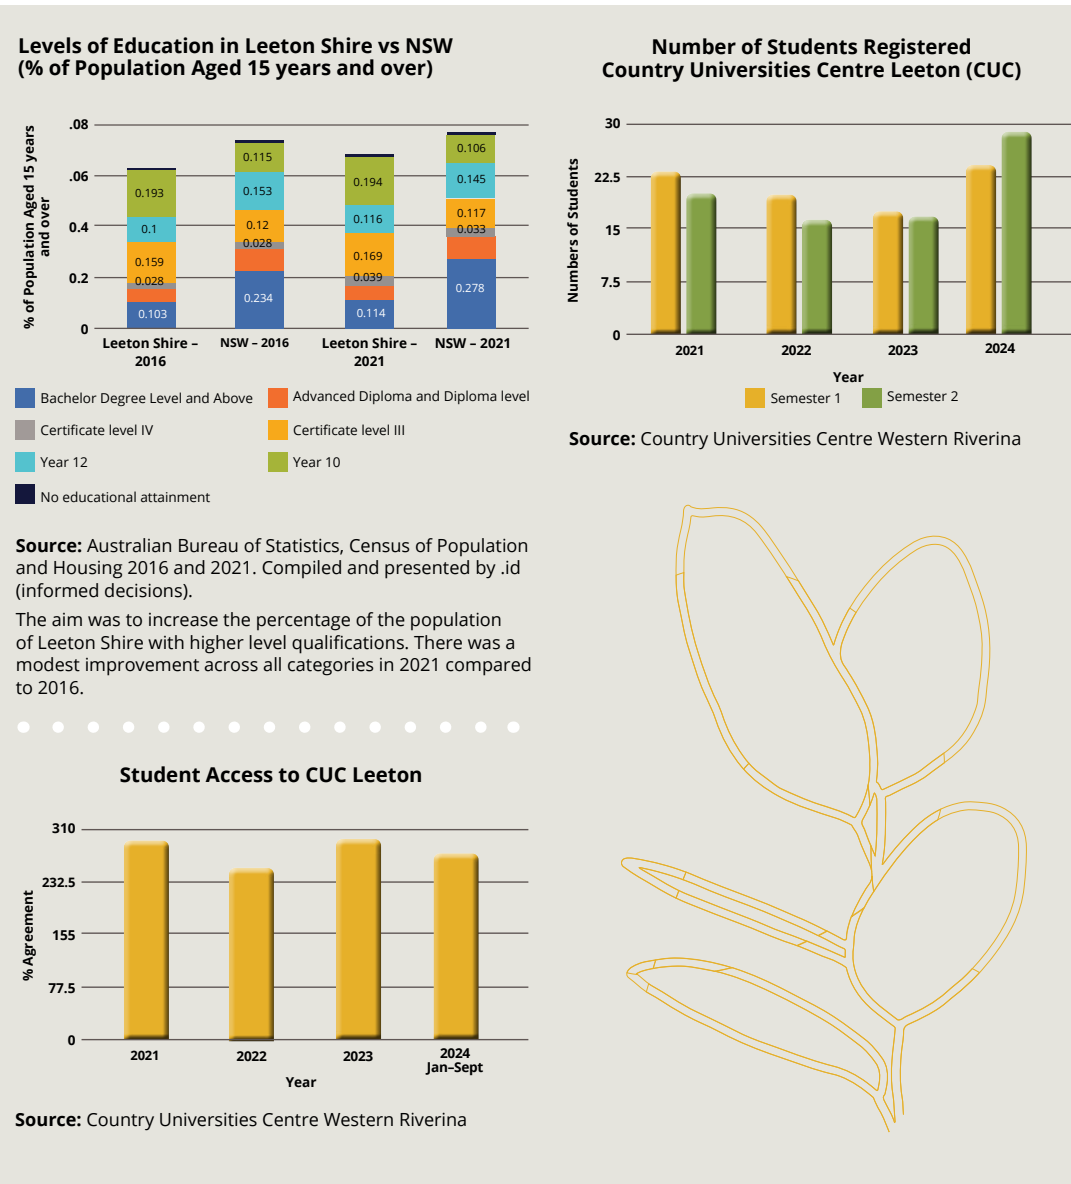 Levels of Education in Leeton Shire vs NSW
(% of Population Aged 15 years and over)
% of Population Aged 15 years
and over
.08
.06
0.4
0.2
0
0.193
0.1
0.159
0.028
0.103
0.115
0.153
0.12
0.028
0.234
0.194
0.116
0.169
0.039
0.114
0.106
0.145
0.117
0.033
0.278
Leeton Shire –
2016
NSW – 2016
Leeton Shire –
2021
NSW – 2021
Bachelor Degree Level and Above
Advanced Diploma and Diploma level
Certificate level IV
Certificate level III
Year 12
Year 10
No educational attainment
Source: Australian Bureau of Statistics, Census of Population
and Housing 2016 and 2021. Compiled and presented by .id
(informed decisions).
The aim was to increase the percentage of the population
of Leeton Shire with higher level qualifications. There was a
modest improvement across all categories in 2021 compared
to 2016.
Student Access to CUC Leeton
% Agreement
310
232.5
155
77.5
0
2021
2022
2023
2024
Jan–Sept
Year
Source: Country Universities Centre Western Riverina
Number of Students Registered
Country Universities Centre Leeton (CUC)
Numbers of Students
30
22.5
15
7.5
0
2021
2022
2023
2024
Year
Semester 1
Semester 2
Source: Country Universities Centre Western Riverina